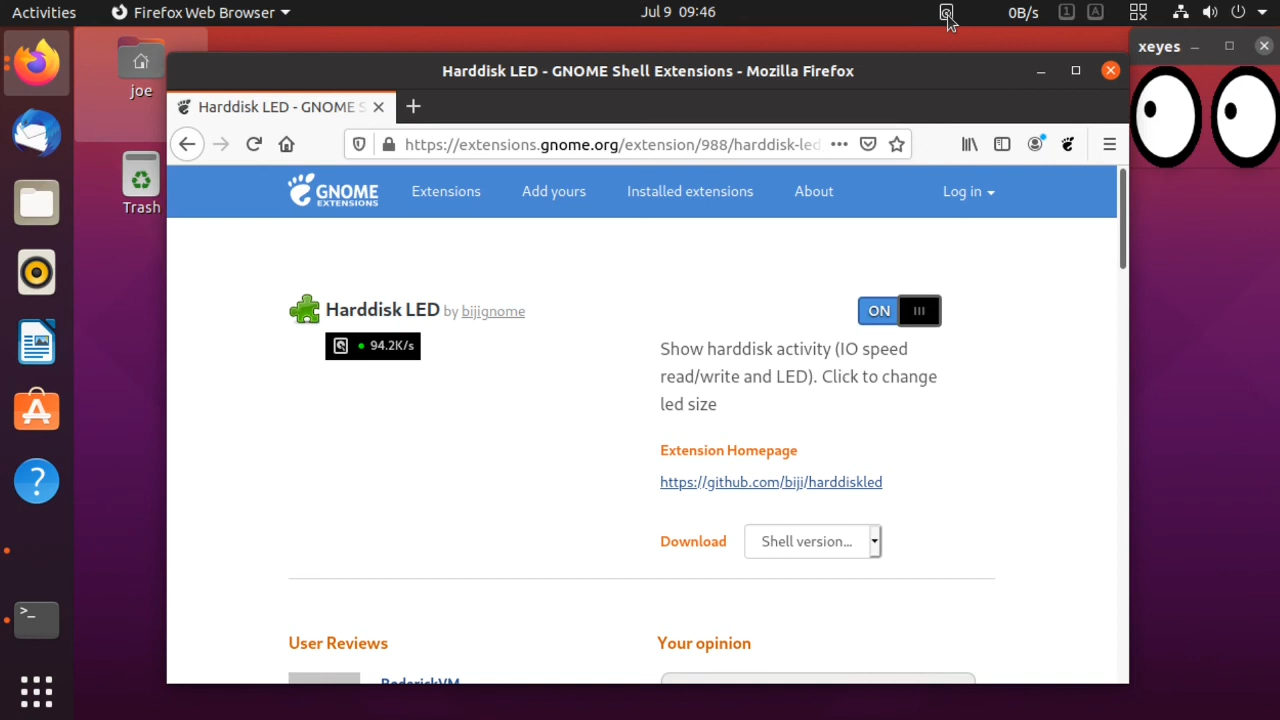 Activities
Firefox Web Browser
Jul 9 09:46
0B/s
1
A
joe
Trash
Harddisk LED - GNOME Shell Extensions - Mozilla Firefox
xeyes
Harddisk LED - GNOME S
https://extensions.gnome.org/extension/988/harddisk-led
GNOME
EXTENSIONS
Extensions
Add yours
Installed extensions
About
Log in
Harddisk LED by bijignome
ON
94.2K/s
Show harddisk activity (IO speed
read/write and LED). Click to change
led size
Extension Homepage
https://github.com/biji/harddiskled
Download
Shell version...
User Reviews
Your opinion
RoderickVM